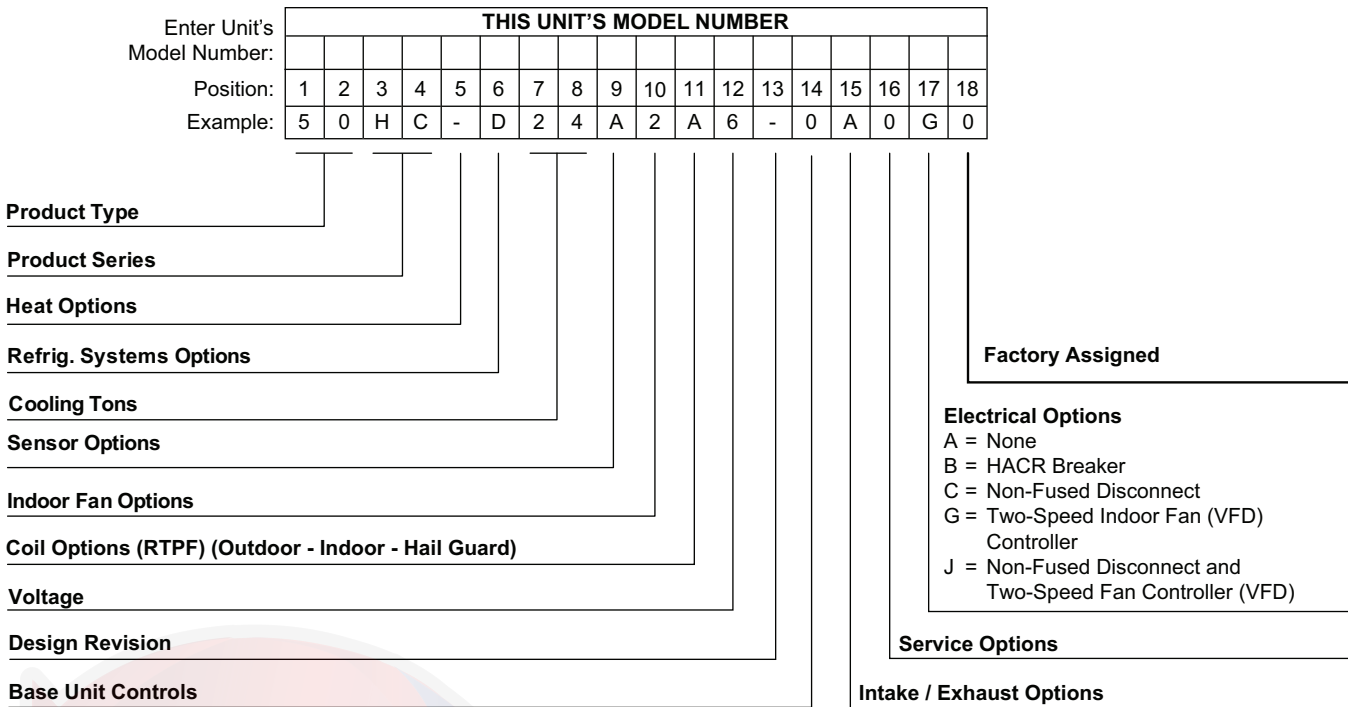 Enter Unit's
Model Number:
THIS UNIT'S MODEL NUMBER
Position: 1 2 3 4 5 6 7 8 9 10 11 12 13 14 15 16 17 18
Example: 5 0 H C - D 2 4 A 2 A 6 - 0 A 0 G 0
Product Type
Product Series
Heat Options
Refrig. Systems Options
Cooling Tons
Sensor Options
Indoor Fan Options
Coil Options (RTPF) (Outdoor - Indoor - Hail Guard)
Voltage
Design Revision
Base Unit Controls
Factory Assigned
Electrical Options
A = None
B = HACR Breaker
C = Non-Fused Disconnect
G = Two-Speed Indoor Fan (VFD)
Controller
J = Non-Fused Disconnect and
Two-Speed Fan Controller (VFD)
Service Options
Intake / Exhaust Options